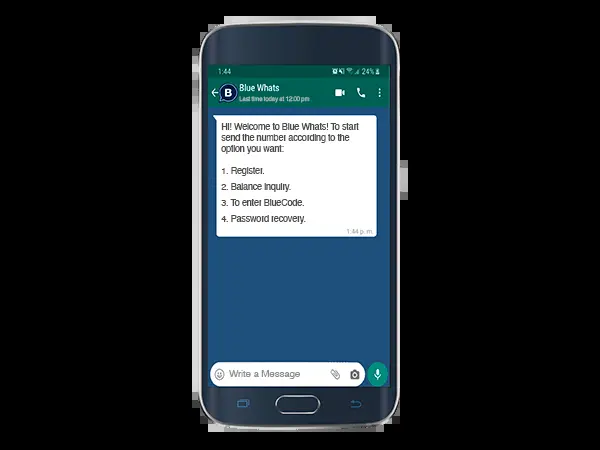 1:44
24%
Blue Whats
Last time today at 12:00 pm
B
Hi! Welcome to Blue Whats! To start
send the number according to the
option you want:
1. Register.
2. Balance inquiry.
3. To enter BlueCode.
4. Password recovery.
1:44 p. m.
Write a Message